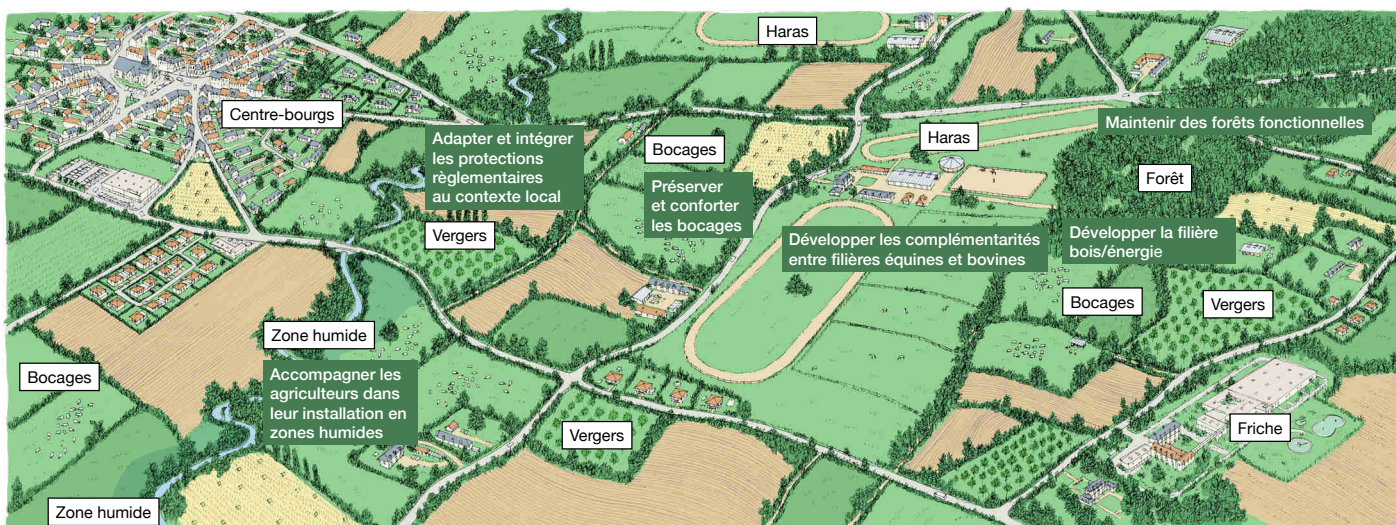 Haras
Centre-bourgs
Adapter et intégrer
les protections
règlementaires
au contexte local
Bocages
Haras
Maintenir des forêts fonctionnelles
Préserver
et conforter
les bocages
Forêt
Vergers
Développer les complémentarités
entre filières équines et bovines
Développer la filière
bois/énergie
Bocages
Vergers
Zone humide
Bocages
Accompagner les
agriculteurs dans
leur installation en
zones humides
Vergers
Friche
Zone humide